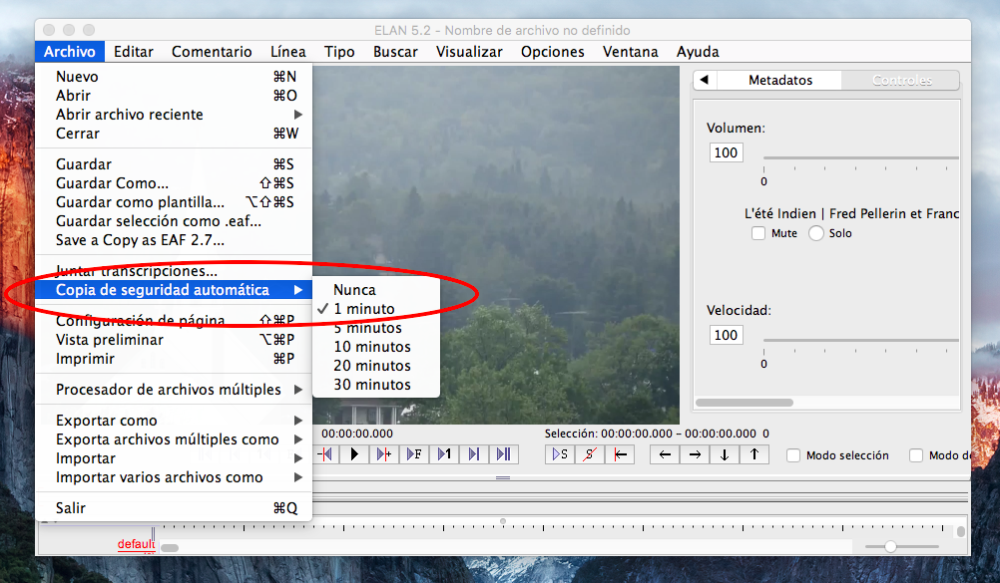 ELAN 5.2 - Nombre de archivo no definido
Archivo Editar Comentario Línea Tipo Buscar Visualizar Opciones Ventana Ayuda
Nuevo ⌘N
Abrir ⌘O
Abrir archivo reciente ▶
Cerrar ⌘W
Guardar ⌘S
Guardar Como... ⇧⌘S
Guardar como plantilla... ⌥⇧⌘S
Guardar selección como .eaf...
Save a Copy as EAF 2.7...
Juntar transcripciones...
Copia de seguridad automática ▶
Configuración de página ⇧⌘P
Vista preliminar ⌥⌘P
Imprimir ⌘P
Procesador de archivos múltiples ▶
Exportar como ▶
Exporta archivos múltiples como ▶
Importar ▶
Importar varios archivos como ▶
Salir ⌘Q
Nunca
✓ 1 minuto
5 minutos
10 minutos
20 minutos
30 minutos
Metadatos Controles
Volumen:
100
0
L'été Indien | Fred Pellerin et Franc
Mute Solo
Velocidad:
100
0
00:00:00.000
Selección: 00:00:00.000 - 00:00:00.000 0
F 1 S S
Modo selección Modo de
default